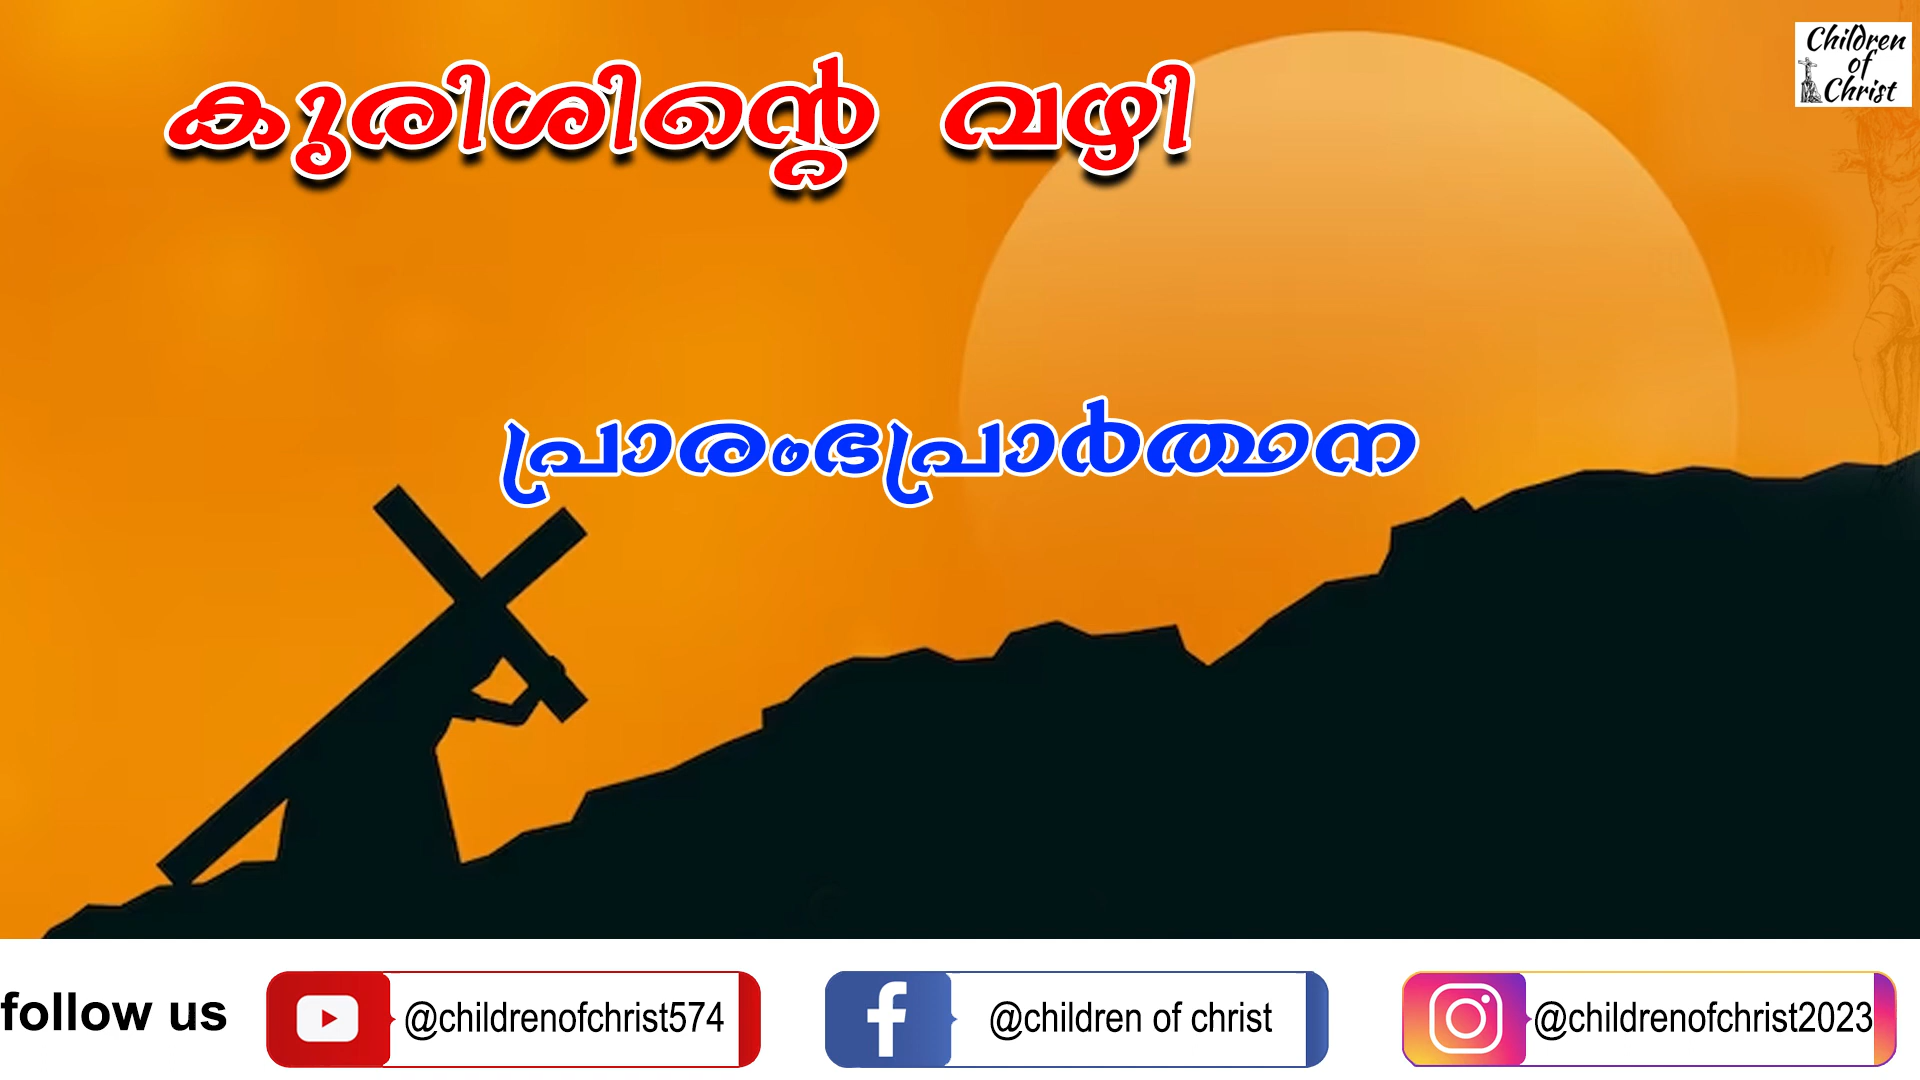 കുരിശിന്റെ വഴി
Children
of
Christ
പ്രാരംഭപ്രാർത്ഥന
follow us
@childrenofchrist574
@children of christ
@childrenofchrist2023